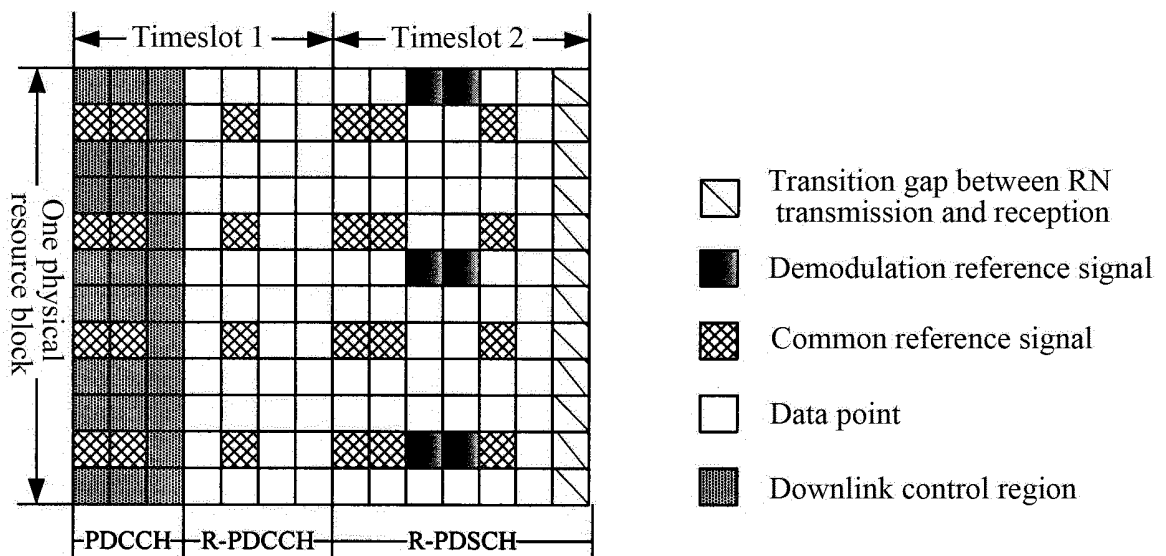 Timeslot 1
Timeslot 2
One physical
resource block
PDCCH
R-PDCCH
R-PDSCH
Transition gap between RN
transmission and reception
Demodulation reference signal
Common reference signal
Data point
Downlink control region